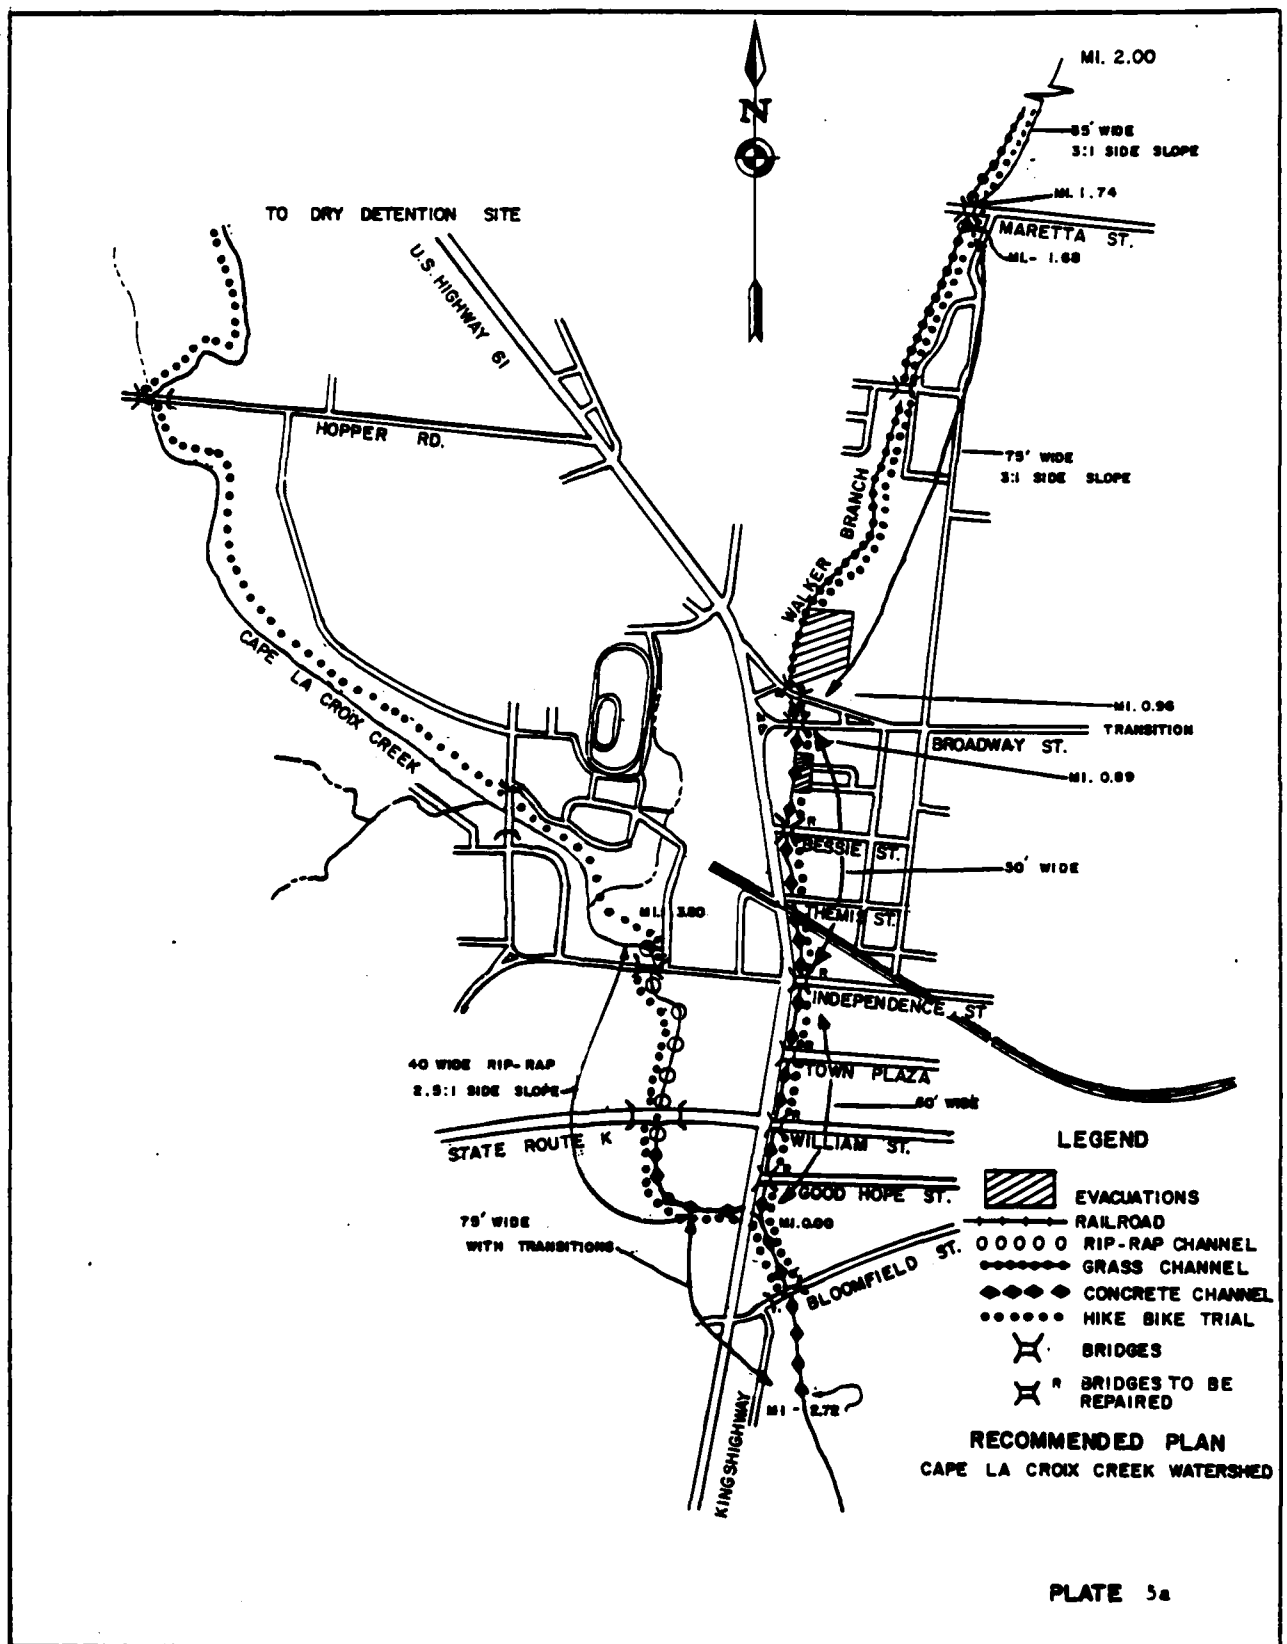 MI. 2.00
N
55' WIDE
3:1 SIDE SLOPE
MI. 1.74
TO DRY DETENTION SITE
MARETTA ST.
MI.- 1.68
U.S. HIGHWAY 61
HOPPER RD.
75' WIDE
3:1 SIDE SLOPE
WALKER BRANCH
CAPE LA CROIX CREEK
MI. 0.96
TRANSITION
BROADWAY ST.
MI. 0.89
R
BESSIE ST.
50' WIDE
MI. 3.80
THEMIS ST.
R
INDEPENDENCE ST
40 WIDE RIP-RAP
2.5:1 SIDE SLOPE
R
TOWN PLAZA
60' WIDE
R
STATE ROUTE K
WILLIAM ST.
R
GOOD HOPE ST.
75' WIDE
WITH TRANSITIONS
MI. 0.00
BLOOMFIELD ST.
MI - 2.72
KINGSHIGHWAY
LEGEND
EVACUATIONS
RAILROAD
RIP-RAP CHANNEL
GRASS CHANNEL
CONCRETE CHANNEL
HIKE BIKE TRIAL
BRIDGES
R BRIDGES TO BE
REPAIRED
RECOMMENDED PLAN
CAPE LA CROIX CREEK WATERSHED
PLATE 5a